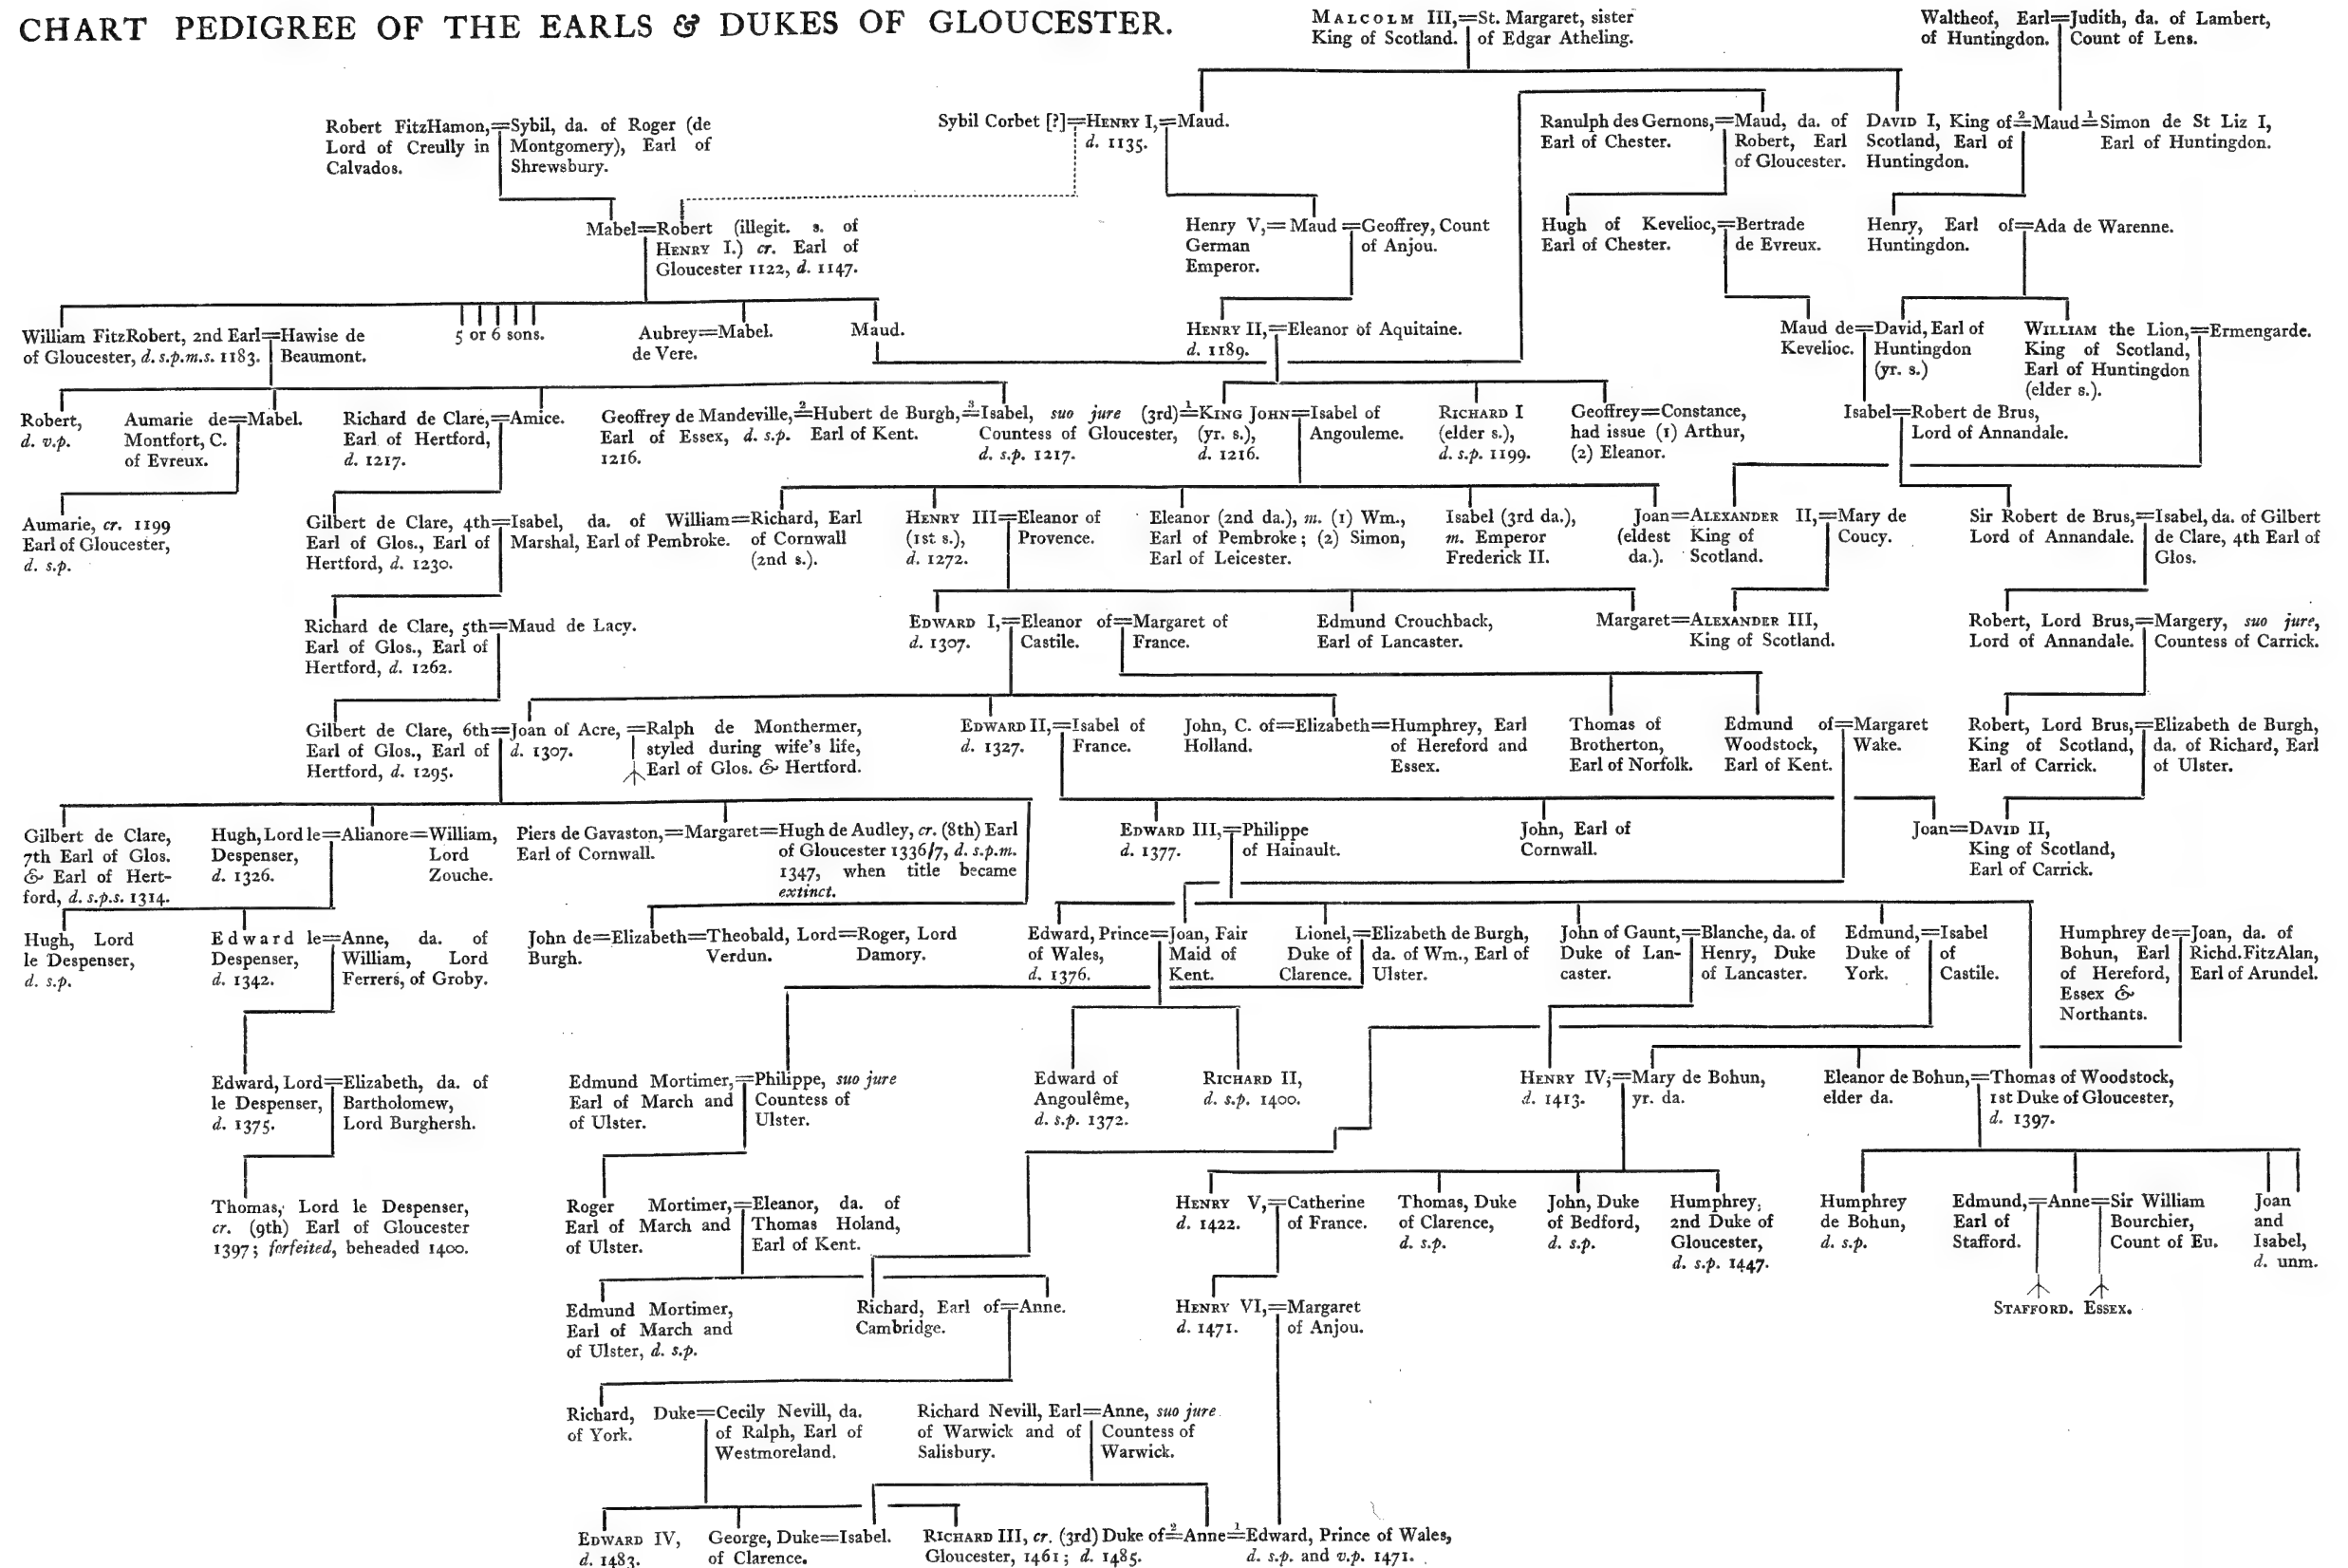 CHART PEDIGREE OF THE EARLS & DUKES OF GLOUCESTER.
MALCOLM III,=St. Margaret, sister
King of Scotland. of Edgar Atheling.
Waltheof, Earl=Judith, da. of Lambert,
of Huntingdon. Count of Lens.
Robert FitzHamon,=Sybil, da. of Roger (de
Lord of Creully in Montgomery), Earl of
Calvados. Shrewsbury.
Sybil Corbet [?]=HENRY I,=Maud.
d. 1135.
Ranulph des Gernons,=Maud, da. of
Earl of Chester. Robert, Earl
of Gloucester.
DAVID I, King of=2Maud=1Simon de St Liz I,
Scotland, Earl of Earl of Huntingdon.
Huntingdon.
Mabel=Robert (illegit. s. of
HENRY I.) cr. Earl of
Gloucester 1122, d. 1147.
Henry V,=Maud=Geoffrey, Count
German of Anjou.
Emperor.
Hugh of Kevelioc,=Bertrade
Earl of Chester. de Evreux.
Henry, Earl of=Ada de Warenne.
Huntingdon.
William FitzRobert, 2nd Earl=Hawise de
of Gloucester, d. s.p.m.s. 1183. Beaumont.
5 or 6 sons.
Aubrey=Mabel.
de Vere.
Maud.
HENRY II,=Eleanor of Aquitaine.
d. 1189.
Maud de=David, Earl of
Kevelioc. Huntingdon
(yr. s.)
WILLIAM the Lion,=Ermengarde.
King of Scotland,
Earl of Huntingdon
(elder s.).
Robert,
d. v.p.
Aumarie de=Mabel.
Montfort, C.
of Evreux.
Richard de Clare,=Amice.
Earl of Hertford,
d. 1217.
Geoffrey de Mandeville,=2Hubert de Burgh,=3Isabel, suo jure (3rd)=1KING JOHN=Isabel of
Earl of Essex, d. s.p. Earl of Kent. Countess of Gloucester, (yr. s.), Angouleme.
1216. d. s.p. 1217. d. 1216.
RICHARD I
(elder s.),
d. s.p. 1199.
Geoffrey=Constance,
had issue (1) Arthur,
(2) Eleanor.
Isabel=Robert de Brus,
Lord of Annandale.
Aumarie, cr. 1199
Earl of Gloucester,
d. s.p.
Gilbert de Clare, 4th=Isabel, da. of William=Richard, Earl
Earl of Glos., Earl of Marshal, Earl of Pembroke. of Cornwall
Hertford, d. 1230. (2nd s.).
HENRY III=Eleanor of
(1st s.), Provence.
d. 1272.
Eleanor (2nd da.), m. (1) Wm.,
Earl of Pembroke; (2) Simon,
Earl of Leicester.
Isabel (3rd da.),
m. Emperor
Frederick II.
Joan=ALEXANDER II,=Mary de
(eldest King of Coucy.
da.). Scotland.
Sir Robert de Brus,=Isabel, da. of Gilbert
Lord of Annandale. de Clare, 4th Earl of
Glos.
Richard de Clare, 5th=Maud de Lacy.
Earl of Glos., Earl of
Hertford, d. 1262.
EDWARD I,=Eleanor of=Margaret of
d. 1307. Castile. France.
Edmund Crouchback,
Earl of Lancaster.
Margaret=ALEXANDER III,
King of Scotland.
Robert, Lord Brus,=Margery, suo jure,
Lord of Annandale. Countess of Carrick.
Gilbert de Clare, 6th=Joan of Acre,=Ralph de Monthermer,
Earl of Glos., Earl of d. 1307. styled during wife's life,
Hertford, d. 1295. Earl of Glos. & Hertford.
EDWARD II,=Isabel of
d. 1327. France.
John, C. of=Elizabeth=Humphrey, Earl
Holland. of Hereford and
Essex.
Thomas of
Brotherton,
Earl of Norfolk.
Edmund of=Margaret
Woodstock, Wake.
Earl of Kent.
Robert, Lord Brus,=Elizabeth de Burgh,
King of Scotland, da. of Richard, Earl
Earl of Carrick. of Ulster.
Gilbert de Clare,
7th Earl of Glos.
& Earl of Hert-
ford, d. s.p.s. 1314.
Hugh, Lord le=Alianore=William,
Despenser, Lord
d. 1326. Zouche.
Piers de Gavaston,=Margaret=Hugh de Audley, cr. (8th) Earl
Earl of Cornwall. of Gloucester 1336/7, d. s.p.m.
1347, when title became
extinct.
EDWARD III,=Philippe
d. 1377. of Hainault.
John, Earl of
Cornwall.
Joan=DAVID II,
King of Scotland,
Earl of Carrick.
Hugh, Lord
le Despenser,
d. s.p.
Edward le=Anne, da. of
Despenser, William, Lord
d. 1342. Ferrers, of Groby.
John de=Elizabeth=Theobald, Lord=Roger, Lord
Burgh. Verdun. Damory.
Edward, Prince=Joan, Fair
of Wales, Maid of
d. 1376. Kent.
Lionel,=Elizabeth de Burgh,
Duke of da. of Wm., Earl of
Clarence. Ulster.
John of Gaunt,=Blanche, da. of
Duke of Lan- Henry, Duke
caster. of Lancaster.
Edmund,=Isabel
Duke of of
York. Castile.
Humphrey de=Joan, da. of
Bohun, Earl Richd. FitzAlan,
of Hereford, Earl of Arundel.
Essex &
Northants.
Edward, Lord=Elizabeth, da. of
le Despenser, Bartholomew,
d. 1375. Lord Burghersh.
Edmund Mortimer,=Philippe, suo jure
Earl of March and Countess of
of Ulster. Ulster.
Edward of
Angoulême,
d. s.p. 1372.
RICHARD II,
d. s.p. 1400.
HENRY IV,=Mary de Bohun,
d. 1413. yr. da.
Eleanor de Bohun,=Thomas of Woodstock,
elder da. 1st Duke of Gloucester,
d. 1397.
Thomas, Lord le Despenser,
cr. (9th) Earl of Gloucester
1397; forfeited, beheaded 1400.
Roger Mortimer,=Eleanor, da. of
Earl of March and Thomas Holand,
of Ulster. Earl of Kent.
HENRY V,=Catherine
d. 1422. of France.
Thomas, Duke
of Clarence,
d. s.p.
John, Duke
of Bedford,
d. s.p.
Humphrey,
2nd Duke of
Gloucester,
d. s.p. 1447.
Humphrey
de Bohun,
d. s.p.
Edmund,=Anne=Sir William
Earl of Bourchier,
Stafford. Count of Eu.
Joan
and
Isabel,
d. unm.
STAFFORD. ESSEX.
Edmund Mortimer,
Earl of March and
of Ulster, d. s.p.
Richard, Earl of=Anne.
Cambridge.
HENRY VI,=Margaret
d. 1471. of Anjou.
Richard, Duke=Cecily Nevill, da.
of York. of Ralph, Earl of
Westmoreland.
Richard Nevill, Earl=Anne, suo jure
of Warwick and of Countess of
Salisbury. Warwick.
EDWARD IV,
d. 1483.
George, Duke=Isabel.
of Clarence.
RICHARD III, cr. (3rd) Duke of=2Anne=1Edward, Prince of Wales,
Gloucester, 1461; d. 1485. d. s.p. and v.p. 1471.